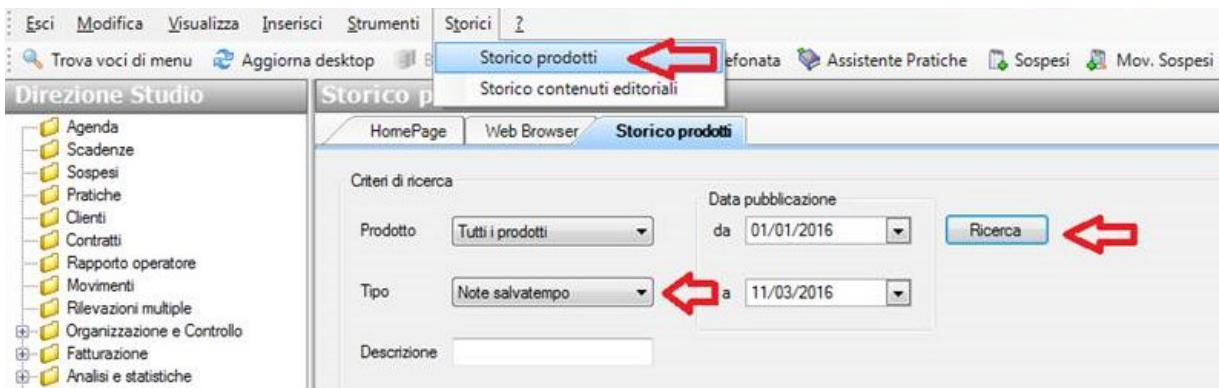 Esci Modifica Visualizza Inserisci Strumenti Storici ?
Storico prodotti
Storico contenuti editoriali
Trova voci di menu Aggiorna desktop Assistente Pratiche Sospesi Mov. Sospesi
Direzione Studio
Storico
Agenda
Scadenze
Sospesi
Pratiche
Clienti
Contratti
Rapporto operatore
Movimenti
Rilevazioni multiple
Organizzazione e Controllo
Fatturazione
Analisi e statistiche
HomePage Web Browser Storico prodotti
Criteri di ricerca
Data pubblicazione
Prodotto Tutti i prodotti da 01/01/2016 Ricerca
Tipo Note salvatempo a 11/03/2016
Descrizione